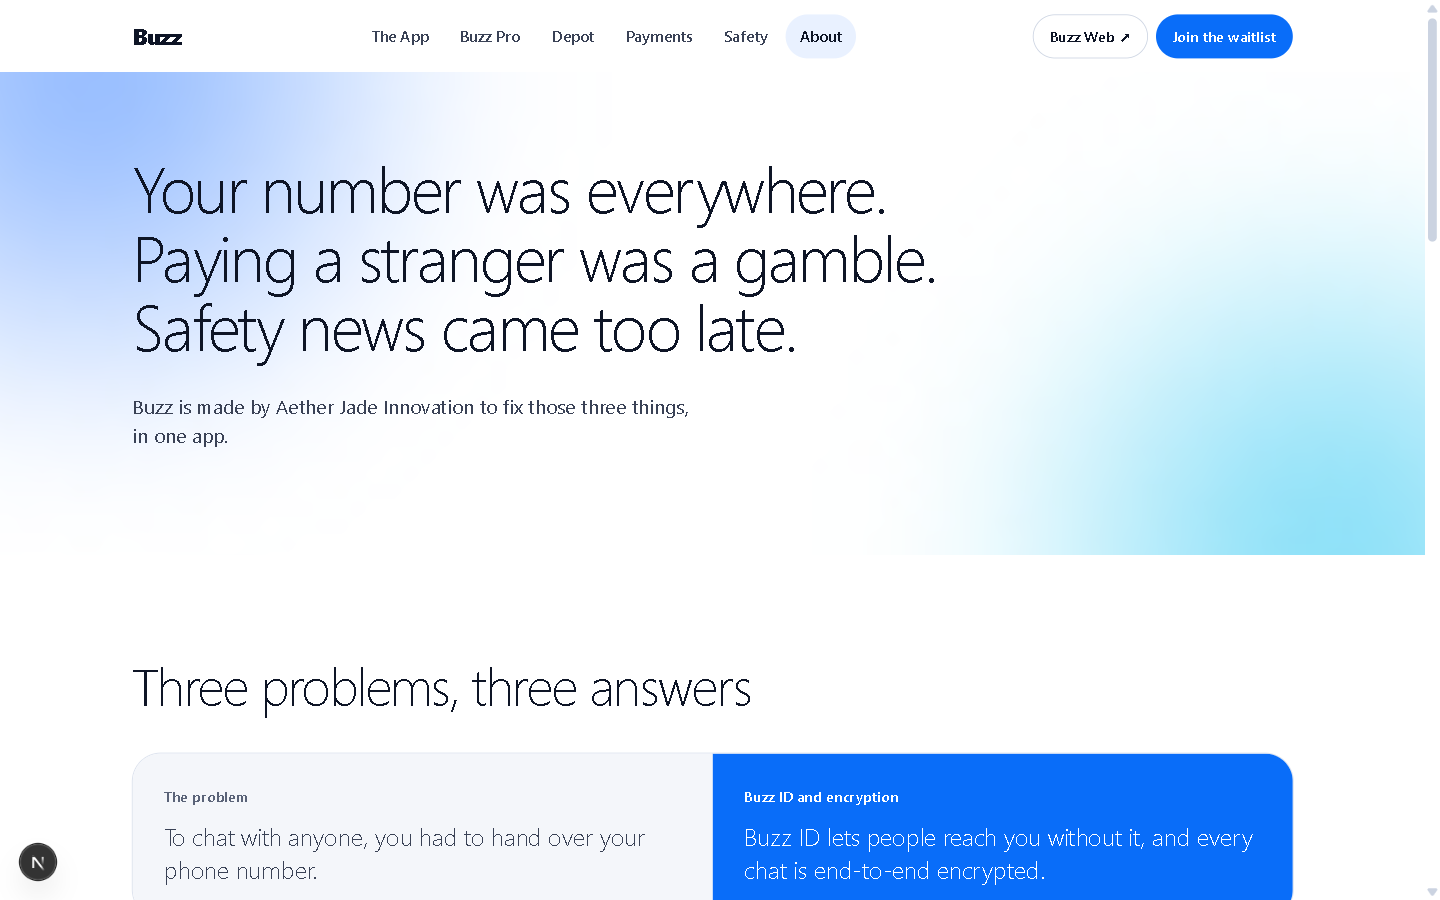 Buzz
The App
Buzz Pro
Depot
Payments
Safety
About
Buzz Web ↗
Join the waitlist
Your number was everywhere.
Paying a stranger was a gamble.
Safety news came too late.
Buzz is made by Aether Jade Innovation to fix those three things,
in one app.
Three problems, three answers
The problem
To chat with anyone, you had to hand over your
phone number.
Buzz ID and encryption
Buzz ID lets people reach you without it, and every
chat is end-to-end encrypted.
N